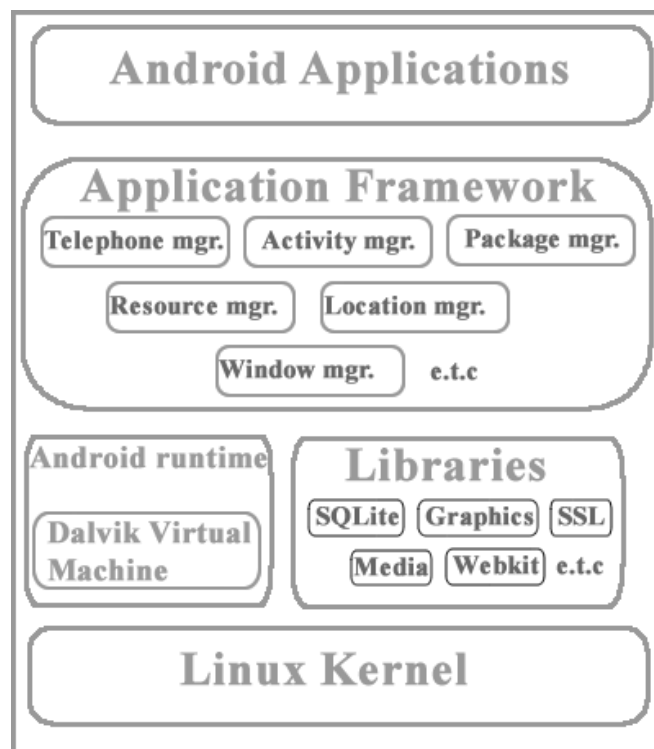 Android Applications
Application Framework
Telephone mgr. Activity mgr. Package mgr.
Resource mgr. Location mgr.
Window mgr. e.t.c
Android runtime
Dalvik Virtual
Machine
Libraries
SQLite Graphics SSL
Media Webkit e.t.c
Linux Kernel